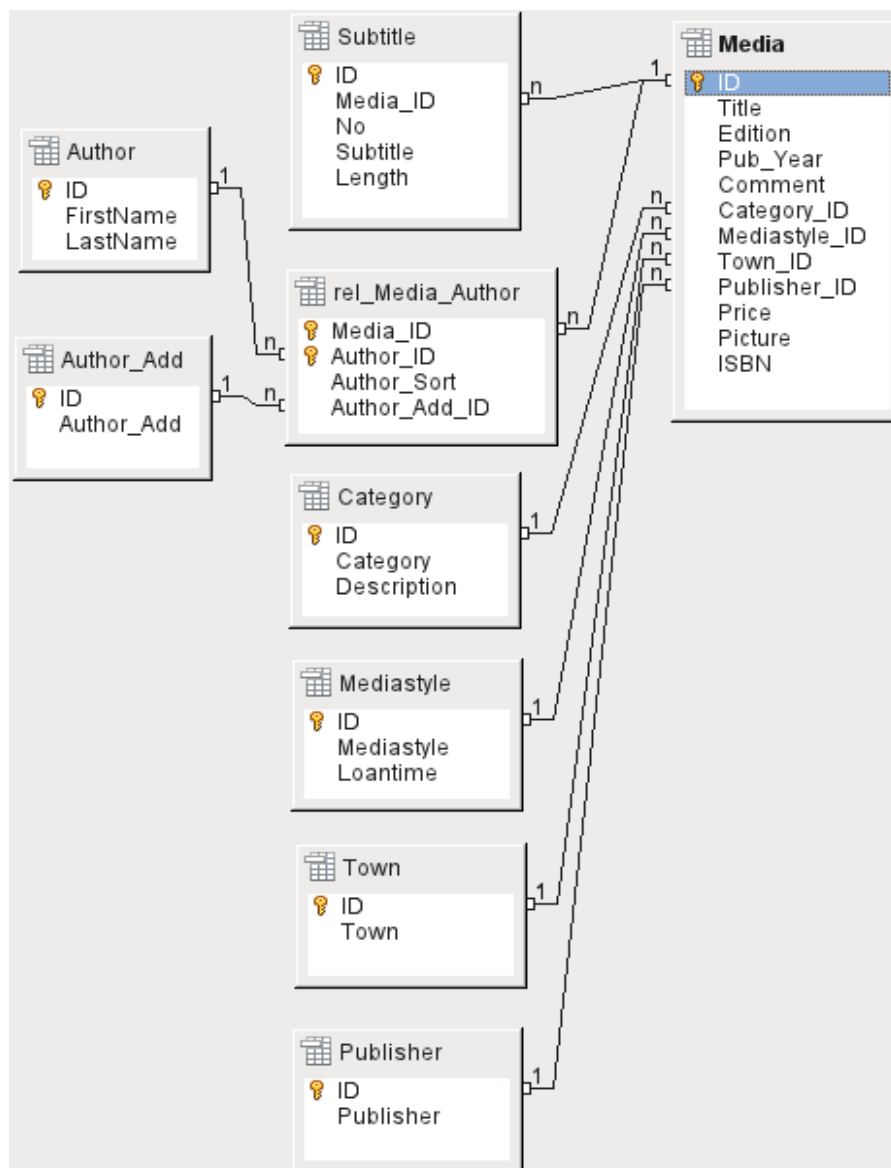 Subtitle
ID
Media_ID
No
Subtitle
Length
n
1
Media
ID
Title
Edition
Pub_Year
Comment
Category_ID
Mediastyle_ID
Town_ID
Publisher_ID
Price
Picture
ISBN
n
n
n
n
Author
ID
FirstName
LastName
1
rel_Media_Author
Media_ID
Author_ID
Author_Sort
Author_Add_ID
n
n
n
Author_Add
ID
Author_Add
1
Category
ID
Category
Description
1
Mediastyle
ID
Mediastyle
Loantime
1
Town
ID
Town
1
Publisher
ID
Publisher
1